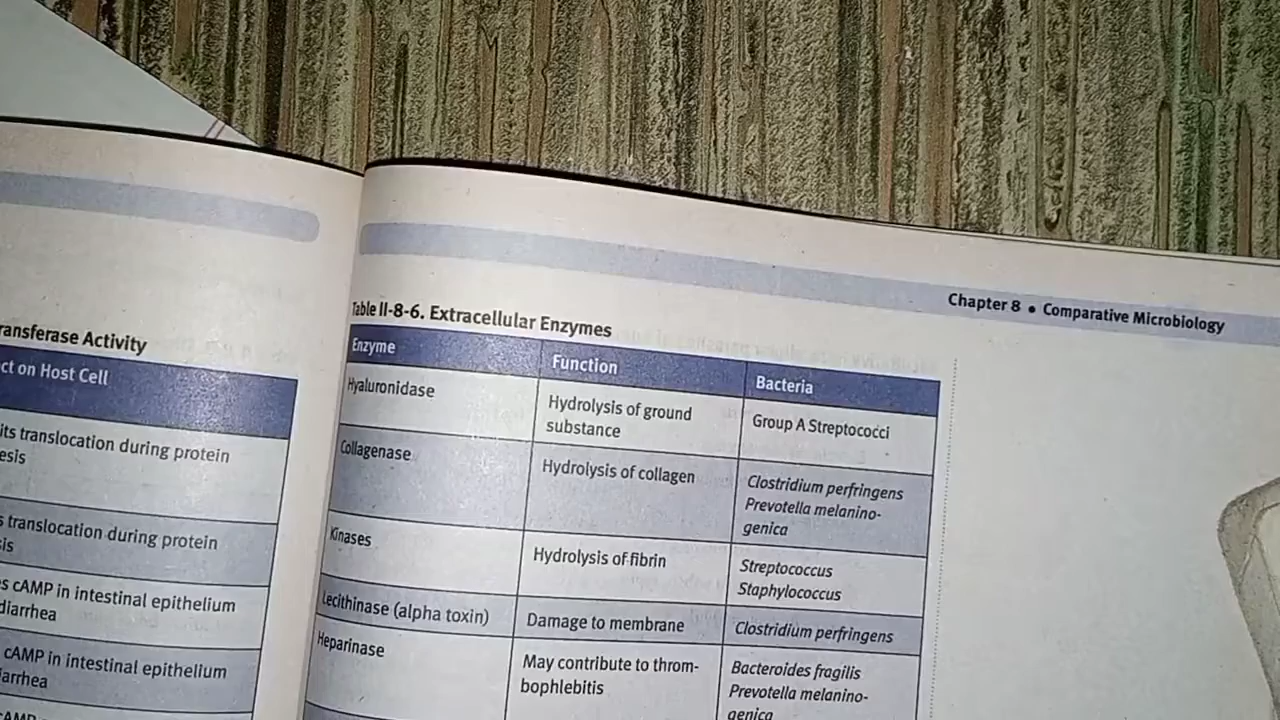 ransferase Activity
ct on Host Cell
its translocation during protein
esis
s translocation during protein
sis
s cAMP in intestinal epithelium
diarrhea
cAMP in intestinal epithelium
iarrhea
cAMP
Chapter 8 • Comparative Microbiology
Table II-8-6. Extracellular Enzymes
Enzyme
Function
Bacteria
Hyaluronidase
Hydrolysis of ground
substance
Group A Streptococci
Collagenase
Hydrolysis of collagen
Clostridium perfringens
Prevotella melanino-
genica
Kinases
Hydrolysis of fibrin
Streptococcus
Staphylococcus
Lecithinase (alpha toxin)
Damage to membrane
Clostridium perfringens
Heparinase
May contribute to throm-
bophlebitis
Bacteroides fragilis
Prevotella melanino-
genica